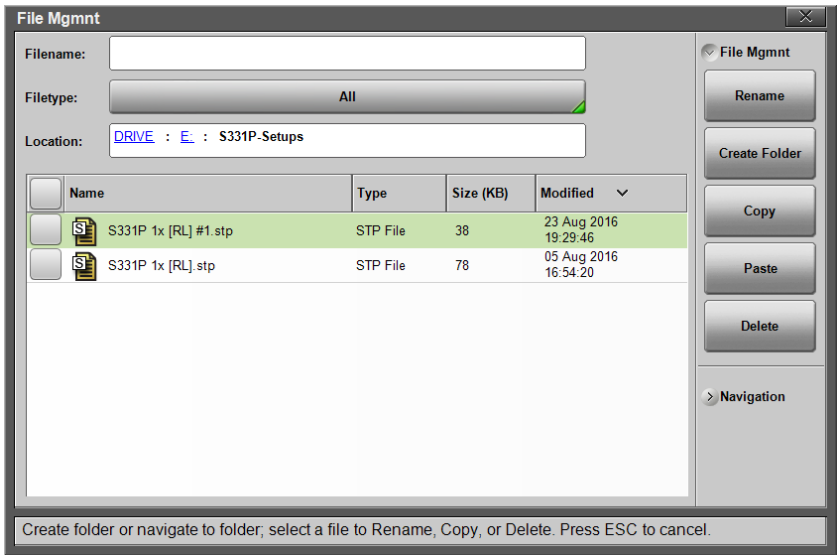 File Mgmnt
Filename:
Filetype:
All
Location:
DRIVE : E: : S331P-Setups
Name Type Size (KB) Modified
S S331P 1x [RL] #1.stp STP File 38 23 Aug 2016
19:29:46
S S331P 1x [RL].stp STP File 78 05 Aug 2016
16:54:20
File Mgmnt
Rename
Create Folder
Copy
Paste
Delete
Navigation
Create folder or navigate to folder; select a file to Rename, Copy, or Delete. Press ESC to cancel.